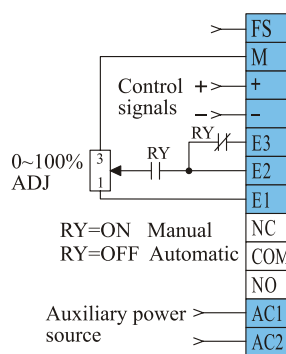 FS
M
Control + +
signals - -
RY E3
0~100% 3 RY E2
ADJ 1 E1
RY=ON Manual NC
RY=OFF Automatic COM
NO
Auxiliary power AC1
source AC2